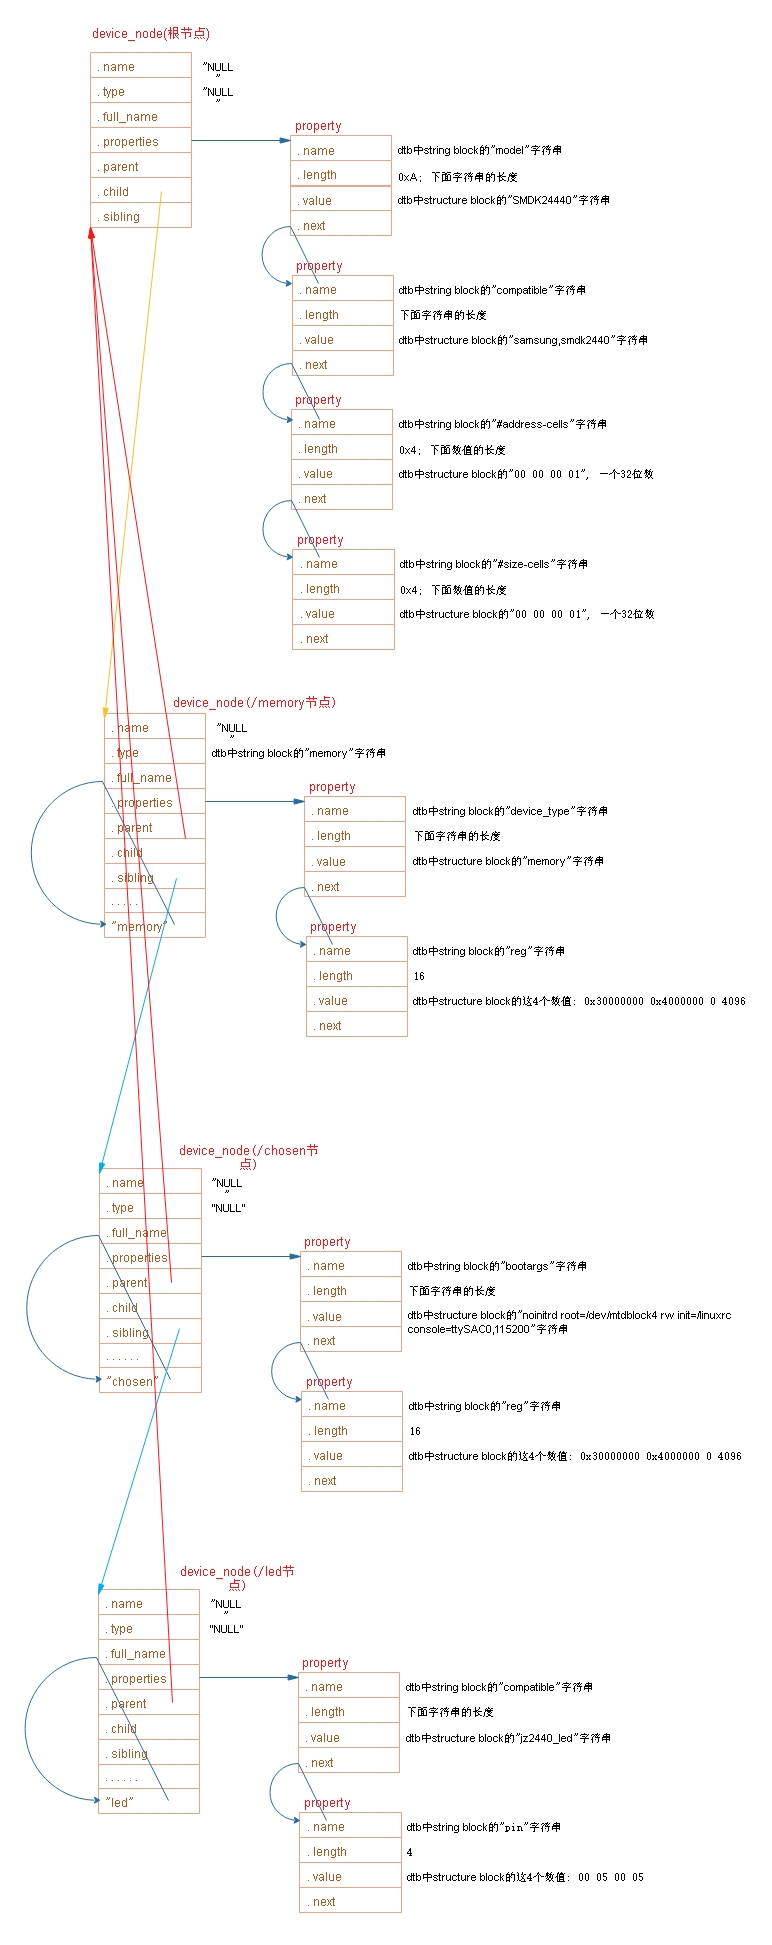 device_node(根节点)
. name
"NULL
"
. type
"NULL
"
. full_name
. properties
. parent
. child
. sibling
property
. name
dtb中string block的"model"字符串
. length
0xA; 下面字符串的长度
. value
dtb中structure block的"SMDK24440"字符串
. next
property
. name
dtb中string block的"compatible"字符串
. length
下面字符串的长度
. value
dtb中structure block的"samsung,smdk2440"字符串
. next
property
. name
dtb中string block的"#address-cells"字符串
. length
0x4; 下面数值的长度
. value
dtb中structure block的"00 00 00 01", 一个32位数
. next
property
. name
dtb中string block的"#size-cells"字符串
. length
0x4; 下面数值的长度
. value
dtb中structure block的"00 00 00 01", 一个32位数
. next
device_node(/memory节点)
. name
"NULL
"
. type
dtb中string block的"memory"字符串
. full_name
. properties
. parent
. child
. sibling
. . . . .
"memory"
property
. name
dtb中string block的"device_type"字符串
. length
下面字符串的长度
. value
dtb中structure block的"memory"字符串
. next
property
. name
dtb中string block的"reg"字符串
. length
16
. value
dtb中structure block的这4个数值: 0x30000000 0x4000000 0 4096
. next
device_node(/chosen节
点)
. name
"NULL
"
. type
"NULL"
. full_name
. properties
. parent
. child
. sibling
. . . . . .
"chosen"
property
. name
dtb中string block的"bootargs"字符串
. length
下面字符串的长度
. value
dtb中structure block的"noinitrd root=/dev/mtdblock4 rw init=/linuxrc
console=ttySAC0,115200"字符串
. next
property
. name
dtb中string block的"reg"字符串
. length
16
. value
dtb中structure block的这4个数值: 0x30000000 0x4000000 0 4096
. next
device_node(/led节
点)
. name
"NULL
"
. type
"NULL"
. full_name
. properties
. parent
. child
. sibling
. . . . . .
"led"
property
. name
dtb中string block的"compatible"字符串
. length
下面字符串的长度
. value
dtb中structure block的"jz2440_led"字符串
. next
property
. name
dtb中string block的"pin"字符串
. length
4
. value
dtb中structure block的这4个数值: 00 05 00 05
. next